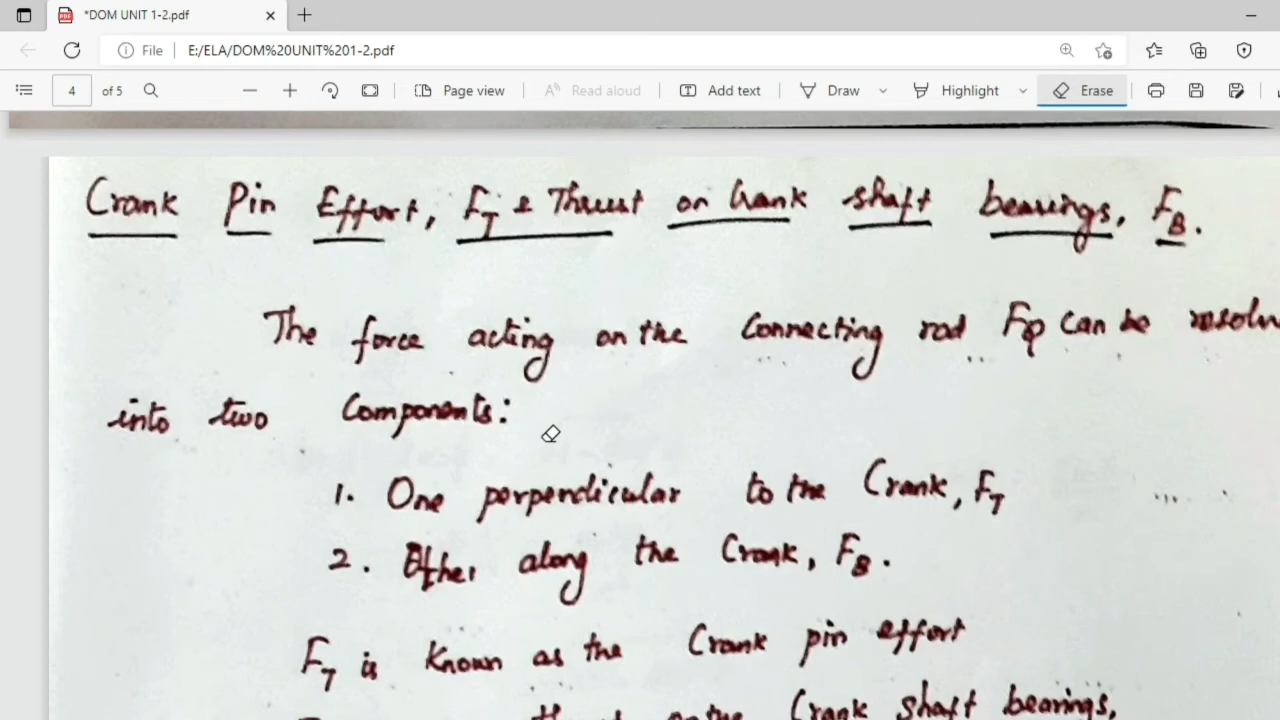 *DOM UNIT 1-2.pdf
File E:/ELA/DOM%20UNIT%201-2.pdf
4 of 5 Page view Read aloud Add text Draw Highlight Erase
Crank Pin Effort, FT & Thrust on Crank shaft bearings, FB.
The force acting on the Connecting rod FQ can be resolv
into two Components:
1. One perpendicular to the Crank, FT
2. Other along the Crank, FB.
FT is known as the Crank pin effort
on the Crank shaft bearings,